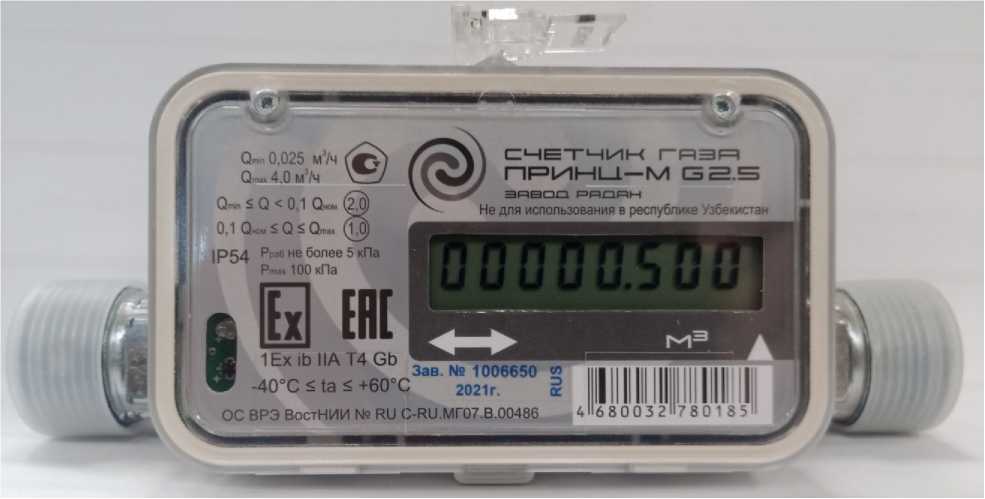 Qmin 0,025 м³/ч
Qmax 4,0 м³/ч
Qmin ≤ Q < 0,1 Qном 2,0
0,1 Qном ≤ Q ≤ Qmax 1,0
IP54
Pраб не более 5 кПа
Pmax 100 кПа
Ex
EAC
1Ex ib IIA T4 Gb
-40°C ≤ ta ≤ +60°C
ОС ВРЭ ВостНИИ № RU C-RU.МГ07.В.00486
СЧЕТЧИК ГАЗА
ПРИНЦ-М G2.5
ЗАВОД РАДАН
Не для использования в республике Узбекистан
00000.500
м³
Зав. № 1006650
2021г.
RUS
4 680032 780185